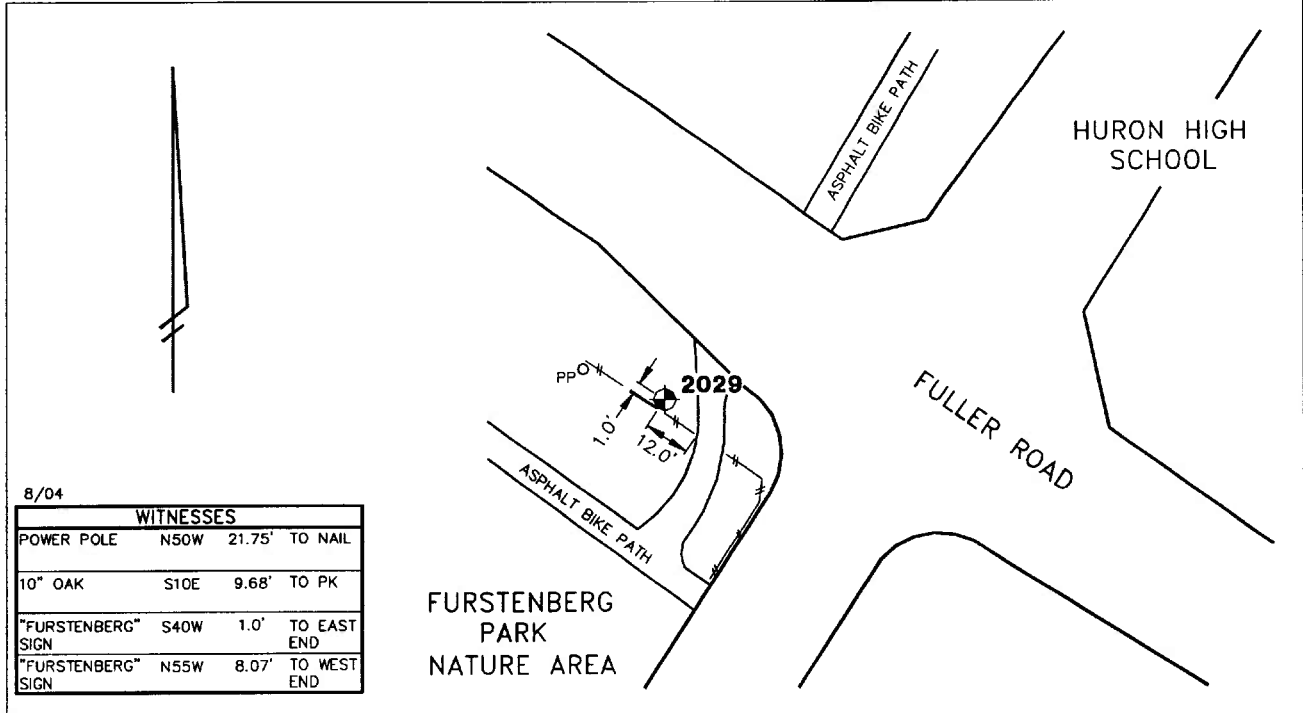 ASPHALT BIKE PATH
HURON HIGH
SCHOOL
PP
2029
1.0'
12.0'
FULLER ROAD
ASPHALT BIKE PATH
FURSTENBERG
PARK
NATURE AREA
8/04
WITNESSES
POWER POLE N50W 21.75' TO NAIL
10" OAK S10E 9.68' TO PK
"FURSTENBERG" SIGN S40W 1.0' TO EAST END
"FURSTENBERG" SIGN N55W 8.07' TO WEST END